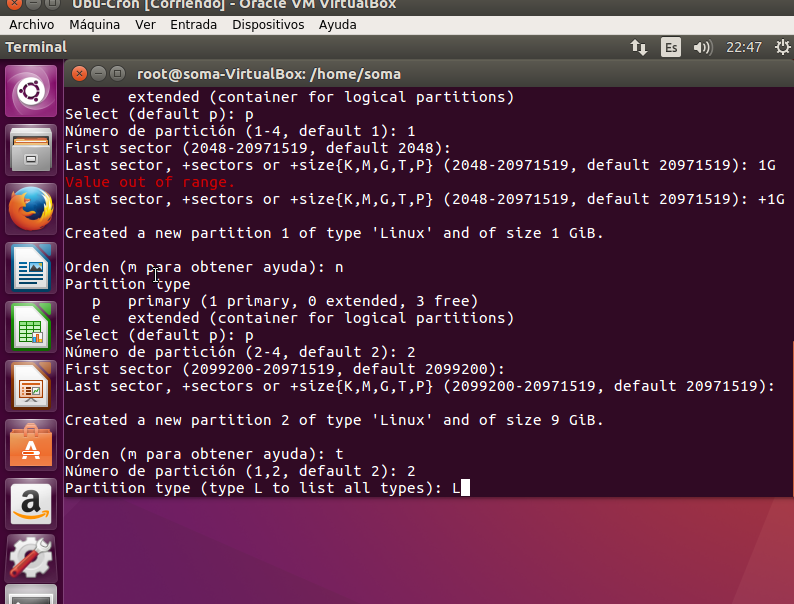 Ubu-Cron [Corriendo] - Oracle VM VirtualBox
Archivo Máquina Ver Entrada Dispositivos Ayuda
Terminal Es 22:47
root@soma-VirtualBox: /home/soma
e extended (container for logical partitions)
Select (default p): p
Número de partición (1-4, default 1): 1
First sector (2048-20971519, default 2048):
Last sector, +sectors or +size{K,M,G,T,P} (2048-20971519, default 20971519): 1G
Value out of range.
Last sector, +sectors or +size{K,M,G,T,P} (2048-20971519, default 20971519): +1G
Created a new partition 1 of type 'Linux' and of size 1 GiB.
Orden (m para obtener ayuda): n
Partition type
p primary (1 primary, 0 extended, 3 free)
e extended (container for logical partitions)
Select (default p): p
Número de partición (2-4, default 2): 2
First sector (2099200-20971519, default 2099200):
Last sector, +sectors or +size{K,M,G,T,P} (2099200-20971519, default 20971519):
Created a new partition 2 of type 'Linux' and of size 9 GiB.
Orden (m para obtener ayuda): t
Número de partición (1,2, default 2): 2
Partition type (type L to list all types): L